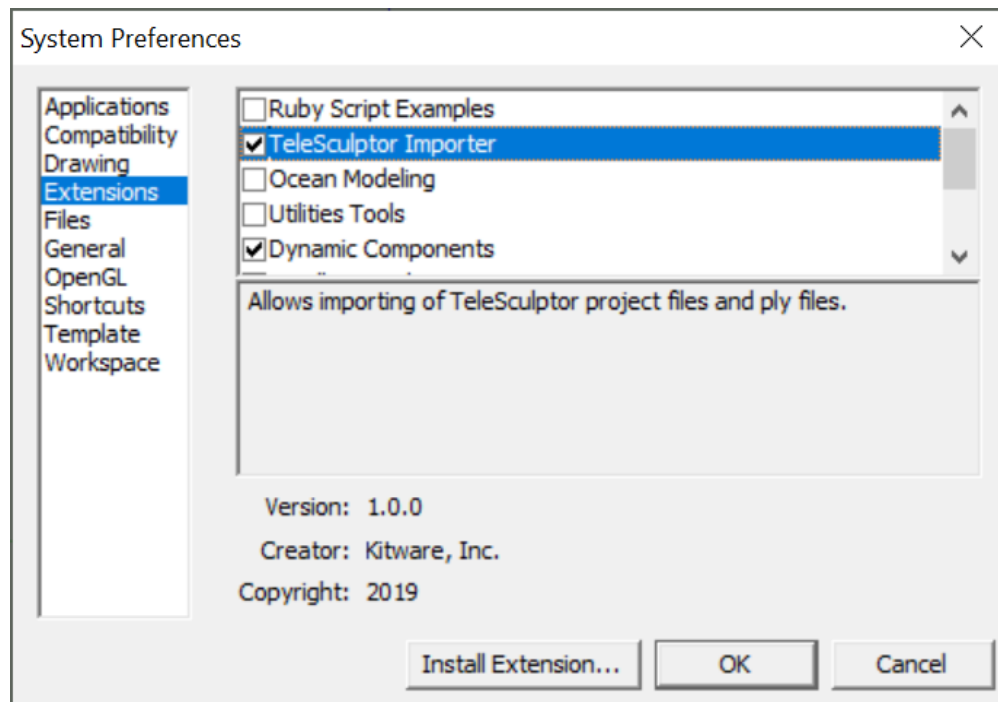 System Preferences
Applications
Compatibility
Drawing
Extensions
Files
General
OpenGL
Shortcuts
Template
Workspace
Ruby Script Examples
TeleSculptor Importer
Ocean Modeling
Utilities Tools
Dynamic Components
Allows importing of TeleSculptor project files and ply files.
Version: 1.0.0
Creator: Kitware, Inc.
Copyright: 2019
Install Extension...
OK
Cancel